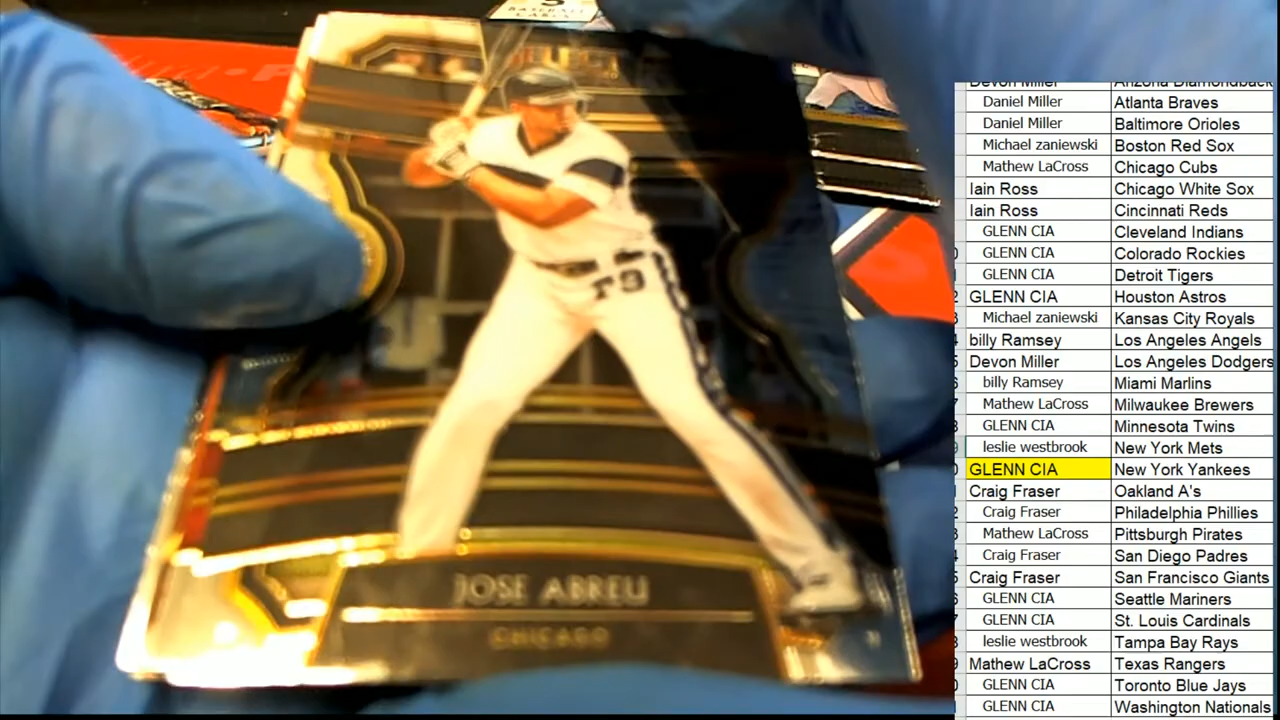 BASEBALL
CARDS
SELECT
79
JOSE ABREU
CHICAGO
Devon Miller Arizona Diamondback
Daniel Miller Atlanta Braves
Daniel Miller Baltimore Orioles
Michael zaniewski Boston Red Sox
Mathew LaCross Chicago Cubs
Iain Ross Chicago White Sox
Iain Ross Cincinnati Reds
GLENN CIA Cleveland Indians
GLENN CIA Colorado Rockies
GLENN CIA Detroit Tigers
GLENN CIA Houston Astros
Michael zaniewski Kansas City Royals
billy Ramsey Los Angeles Angels
Devon Miller Los Angeles Dodgers
billy Ramsey Miami Marlins
Mathew LaCross Milwaukee Brewers
GLENN CIA Minnesota Twins
leslie westbrook New York Mets
GLENN CIA New York Yankees
Craig Fraser Oakland A's
Craig Fraser Philadelphia Phillies
Mathew LaCross Pittsburgh Pirates
Craig Fraser San Diego Padres
Craig Fraser San Francisco Giants
GLENN CIA Seattle Mariners
GLENN CIA St. Louis Cardinals
leslie westbrook Tampa Bay Rays
Mathew LaCross Texas Rangers
GLENN CIA Toronto Blue Jays
GLENN CIA Washington Nationals